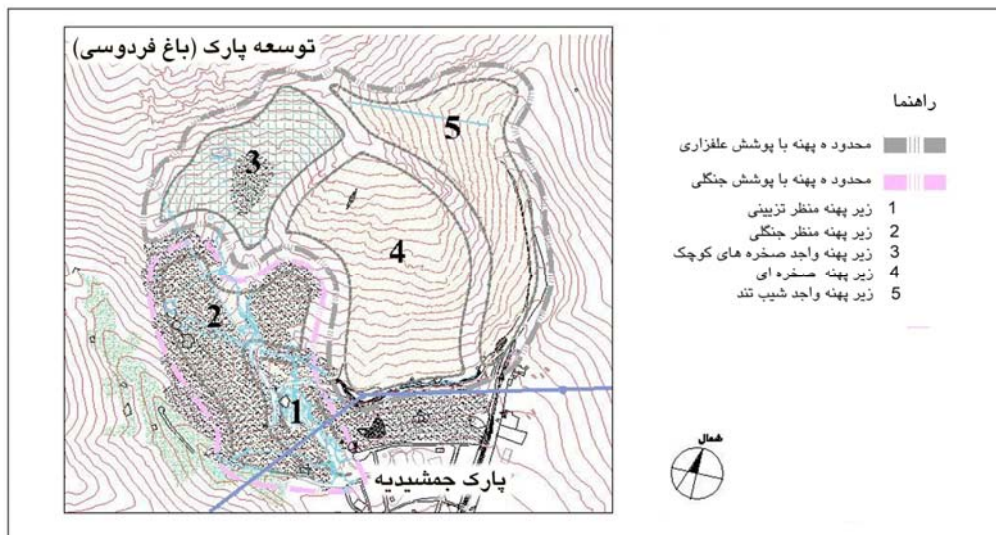 توسعه پارک (باغ فردوسی)
5
3
4
2
1
پارک جمشیدیه
راهنما
محدود ه پهنه با پوشش علفزاری
محدود ه پهنه با پوشش جنگلی
1 زیر پهنه منظر تزیینی
2 زیر پهنه منظر جنگلی
3 زیر پهنه واجد صخره های کوچک
4 زیر پهنه صخره ای
5 زیر پهنه واجد شیب تند
شمال